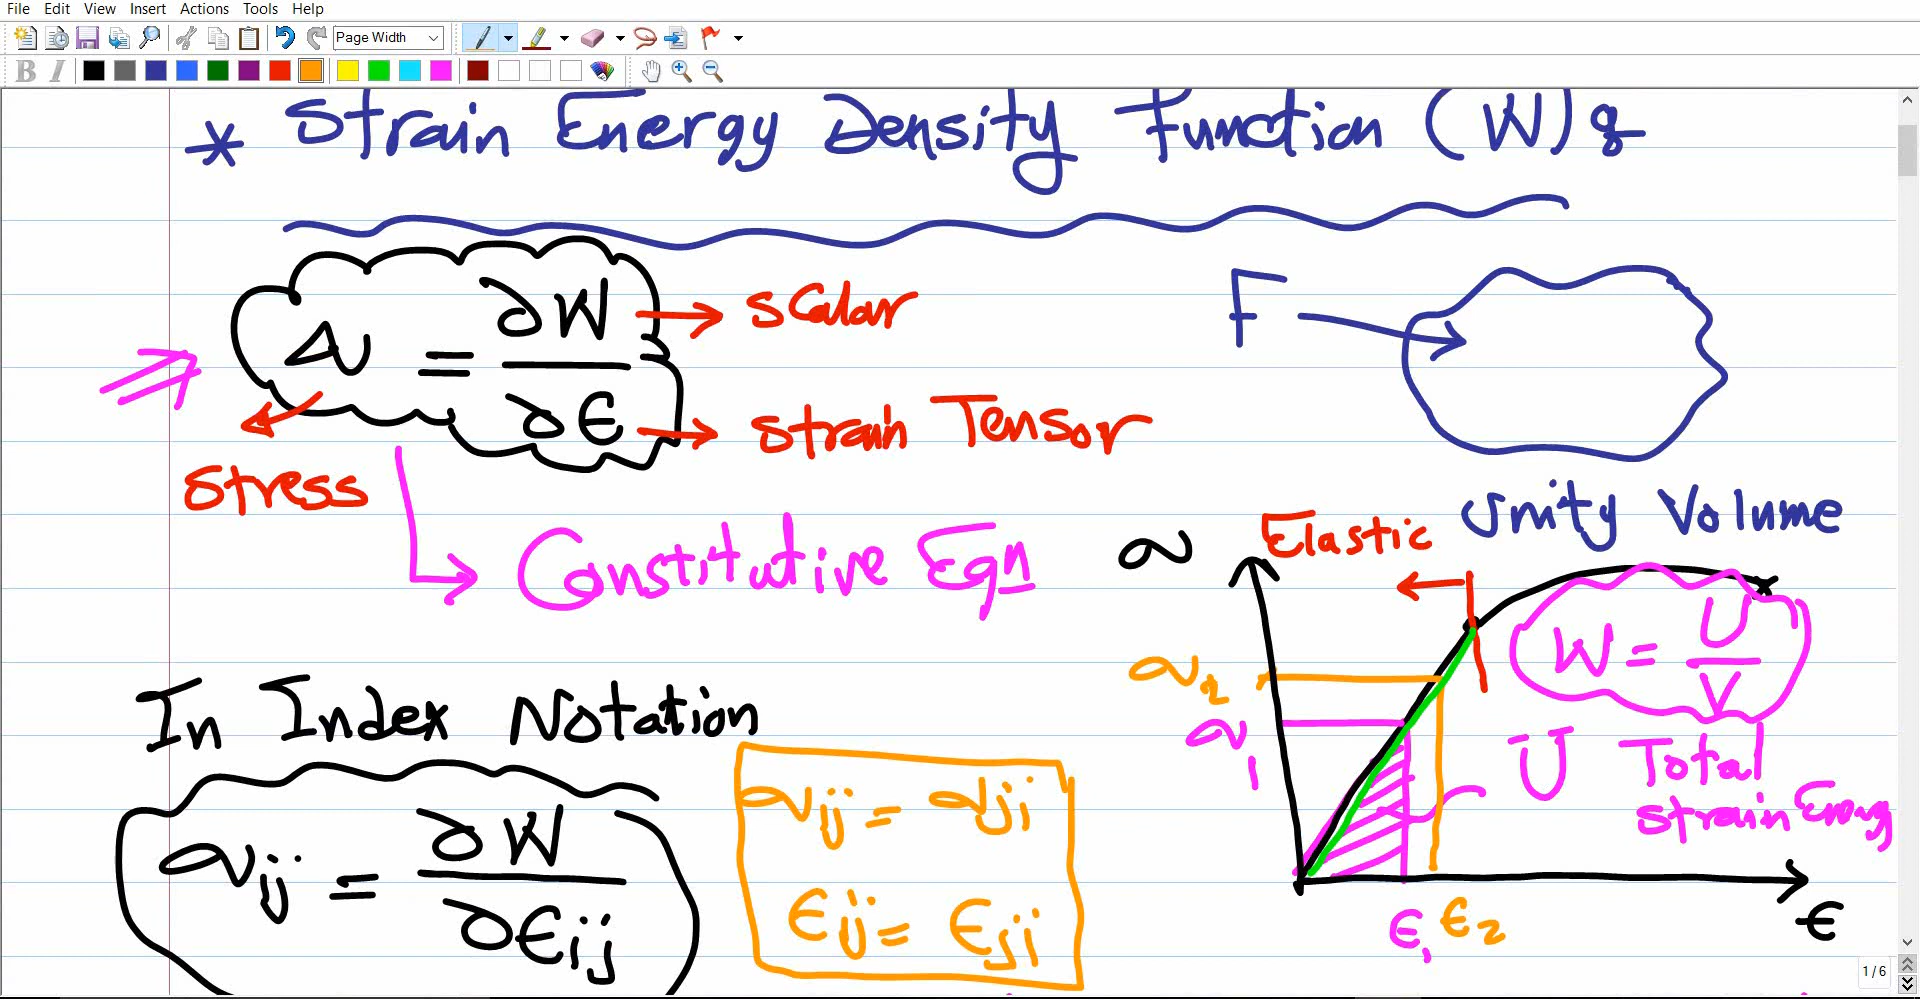 File Edit View Insert Actions Tools Help
Page Width
B I
* Strain Energy Density Function (W) :
σ = ∂W / ∂ϵ
→ scalar
→ strain Tensor
stress
Constitutive Eqn
F
Unity Volume
σ
Elastic
W = U / V
σ₂
σ₁
U Total
strain Energy
ϵ₁ ϵ₂
ϵ
In Index Notation
σij = ∂W / ∂ϵij
σij = σji
ϵij = ϵji
1 / 6